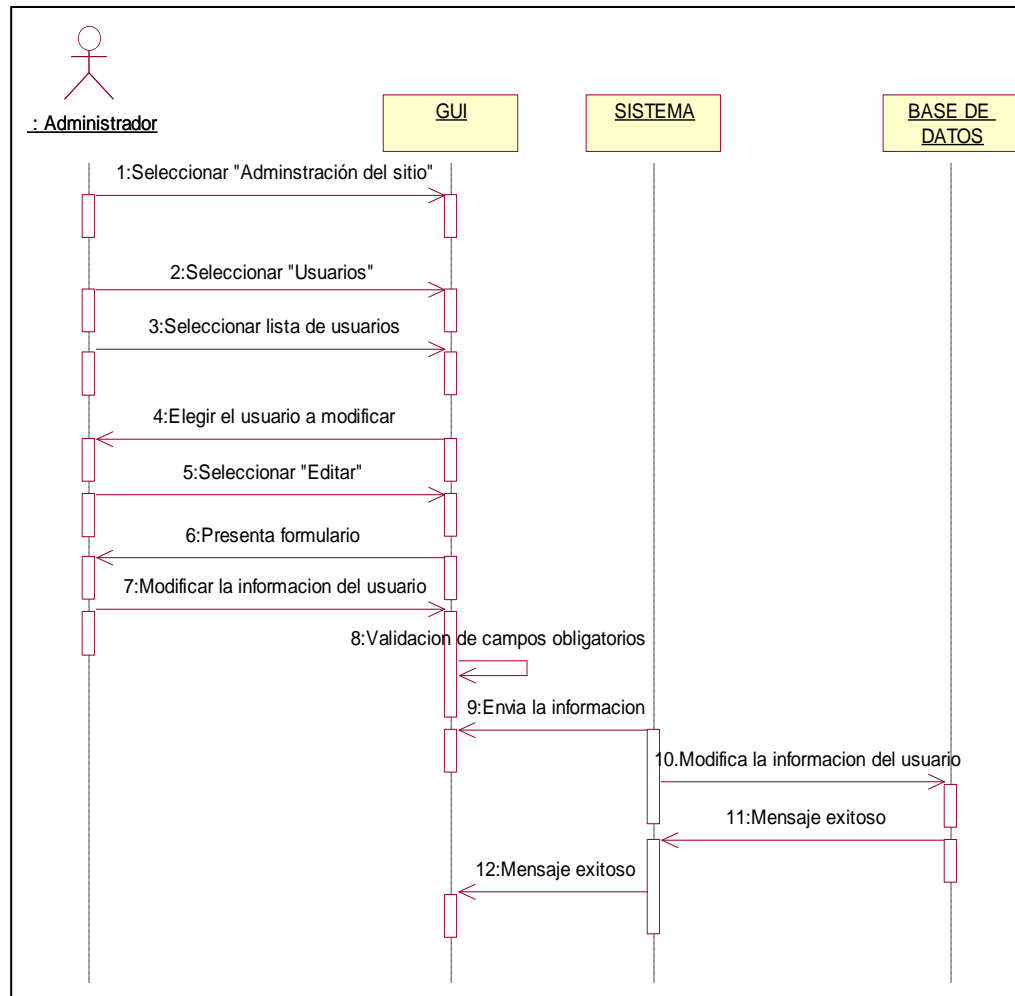 : Administrador
GUI
SISTEMA
BASE DE
DATOS
1:Seleccionar "Adminstración del sitio"
2:Seleccionar "Usuarios"
3:Seleccionar lista de usuarios
4:Elegir el usuario a modificar
5:Seleccionar "Editar"
6:Presenta formulario
7:Modificar la informacion del usuario
8:Validacion de campos obligatorios
9:Envia la informacion
10.Modifica la informacion del usuario
11:Mensaje exitoso
12:Mensaje exitoso